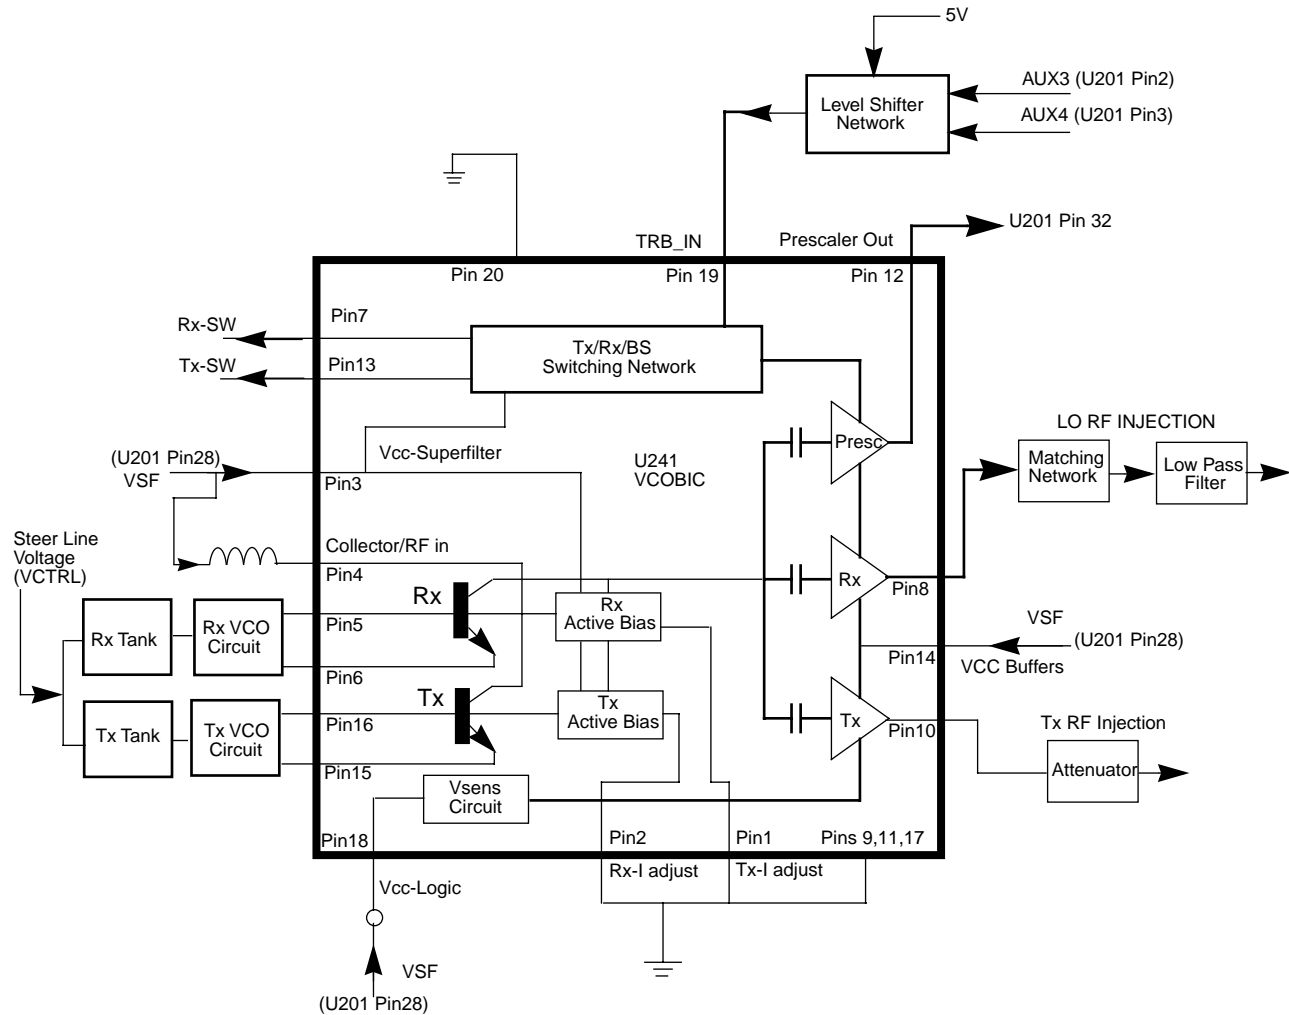 5V
AUX3 (U201 Pin2)
Level Shifter
Network
AUX4 (U201 Pin3)
U201 Pin 32
TRB_IN
Prescaler Out
Pin 20
Pin 19
Pin 12
Rx-SW
Pin7
Tx-SW
Pin13
Tx/Rx/BS
Switching Network
Presc
LO RF INJECTION
Matching
Network
Low Pass
Filter
(U201 Pin28)
VSF
Vcc-Superfilter
Pin3
U241
VCOBIC
Steer Line
Voltage
(VCTRL)
Collector/RF in
Pin4
Rx
Rx
Pin8
Rx
Active Bias
Rx Tank
Rx VCO
Circuit
Pin5
Pin6
VSF
(U201 Pin28)
Pin14
VCC Buffers
Tx
Tx
Active Bias
Tx
Pin10
Tx Tank
Tx VCO
Circuit
Pin16
Pin15
Tx RF Injection
Attenuator
Vsens
Circuit
Pin18
Pin2
Pin1
Pins 9,11,17
Rx-I adjust
Tx-I adjust
Vcc-Logic
VSF
(U201 Pin28)